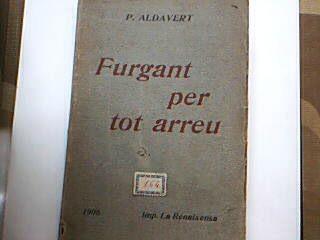 P. ALDAVERT
Furgant
per
tot arreu
1906 Imp. La Renaixensa